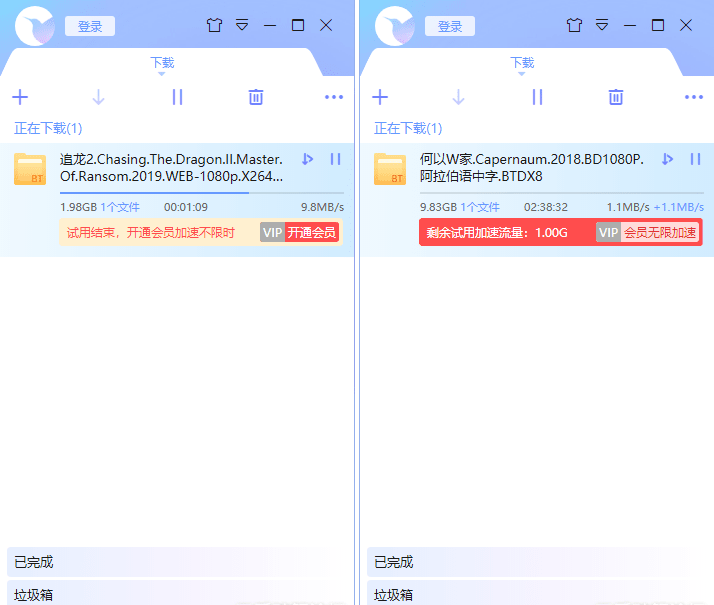 登录
下载
正在下载(1)
追龙2.Chasing.The.Dragon.II.Master.
Of.Ransom.2019.WEB-1080p.X264...
BT
1.98GB 1个文件 00:01:09 9.8MB/s
试用结束，开通会员加速不限时 VIP 开通会员
已完成
垃圾箱
登录
下载
正在下载(1)
何以W家.Capernaum.2018.BD1080P.
阿拉伯语中字.BTDX8
BT
9.83GB 1个文件 02:38:32 1.1MB/s +1.1MB/s
剩余试用加速流量：1.00G VIP 会员无限加速
已完成
垃圾箱